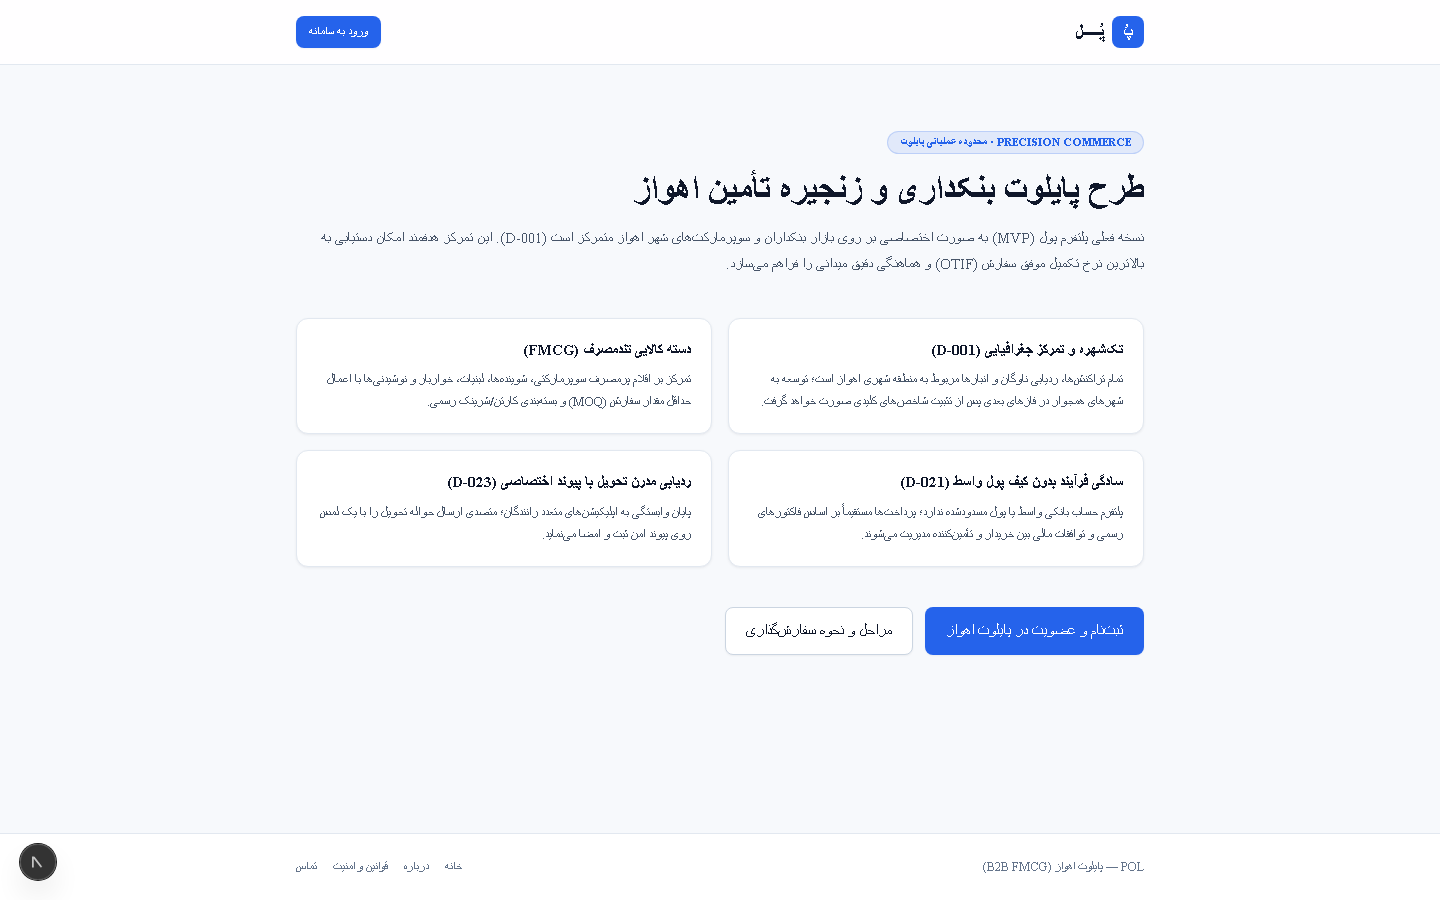 پُ
پُـــل
ورود به سامانه
PRECISION COMMERCE • محدوده عملیاتی پایلوت
طرح پایلوت بنکداری و زنجیره تأمین اهواز
نسخه فعلی پلتفرم پول (MVP) به صورت اختصاصی بر روی بازار بنکداران و سوپرمارکت‌های شهر اهواز متمرکز است (D-001). این تمرکز هدفمند امکان دستیابی به
بالاترین نرخ تکمیل موفق سفارش (OTIF) و هماهنگی دقیق میدانی را فراهم می‌سازد.
تک‌شهره و تمرکز جغرافیایی (D-001)
تمام تراکنش‌ها، ردیابی ناوگان و انبارها مربوط به منطقه شهری اهواز است؛ توسعه به
شهرهای همجوار در فازهای بعدی پس از تثبیت شاخص‌های کلیدی صورت خواهد گرفت.
دسته کالایی تندمصرف (FMCG)
تمرکز بر اقلام پرمصرف سوپرمارکتی، شوینده‌ها، لبنیات، خواربار و نوشیدنی‌ها با اعمال
حداقل مقدار سفارش (MOQ) و بسته‌بندی کارتن/شرینک رسمی.
سادگی فرآیند بدون کیف پول واسط (D-021)
پلتفرم حساب بانکی واسط یا پول مسدودشده ندارد؛ پرداخت‌ها مستقیماً بر اساس فاکتورهای
رسمی و توافقات مالی بین خریدار و تأمین‌کننده مدیریت می‌شوند.
ردیابی مدرن تحویل با پیوند اختصاصی (D-023)
پایان وابستگی به اپلیکیشن‌های متعدد رانندگان؛ متصدی ارسال حواله تحویل را با یک لمس
روی پیوند امن ثبت و امضا می‌نماید.
ثبت‌نام و عضویت در پایلوت اهواز
مراحل و نحوه سفارش‌گذاری
POL — پایلوت اهواز (B2B FMCG)
خانه
درباره
قوانین و امنیت
تماس